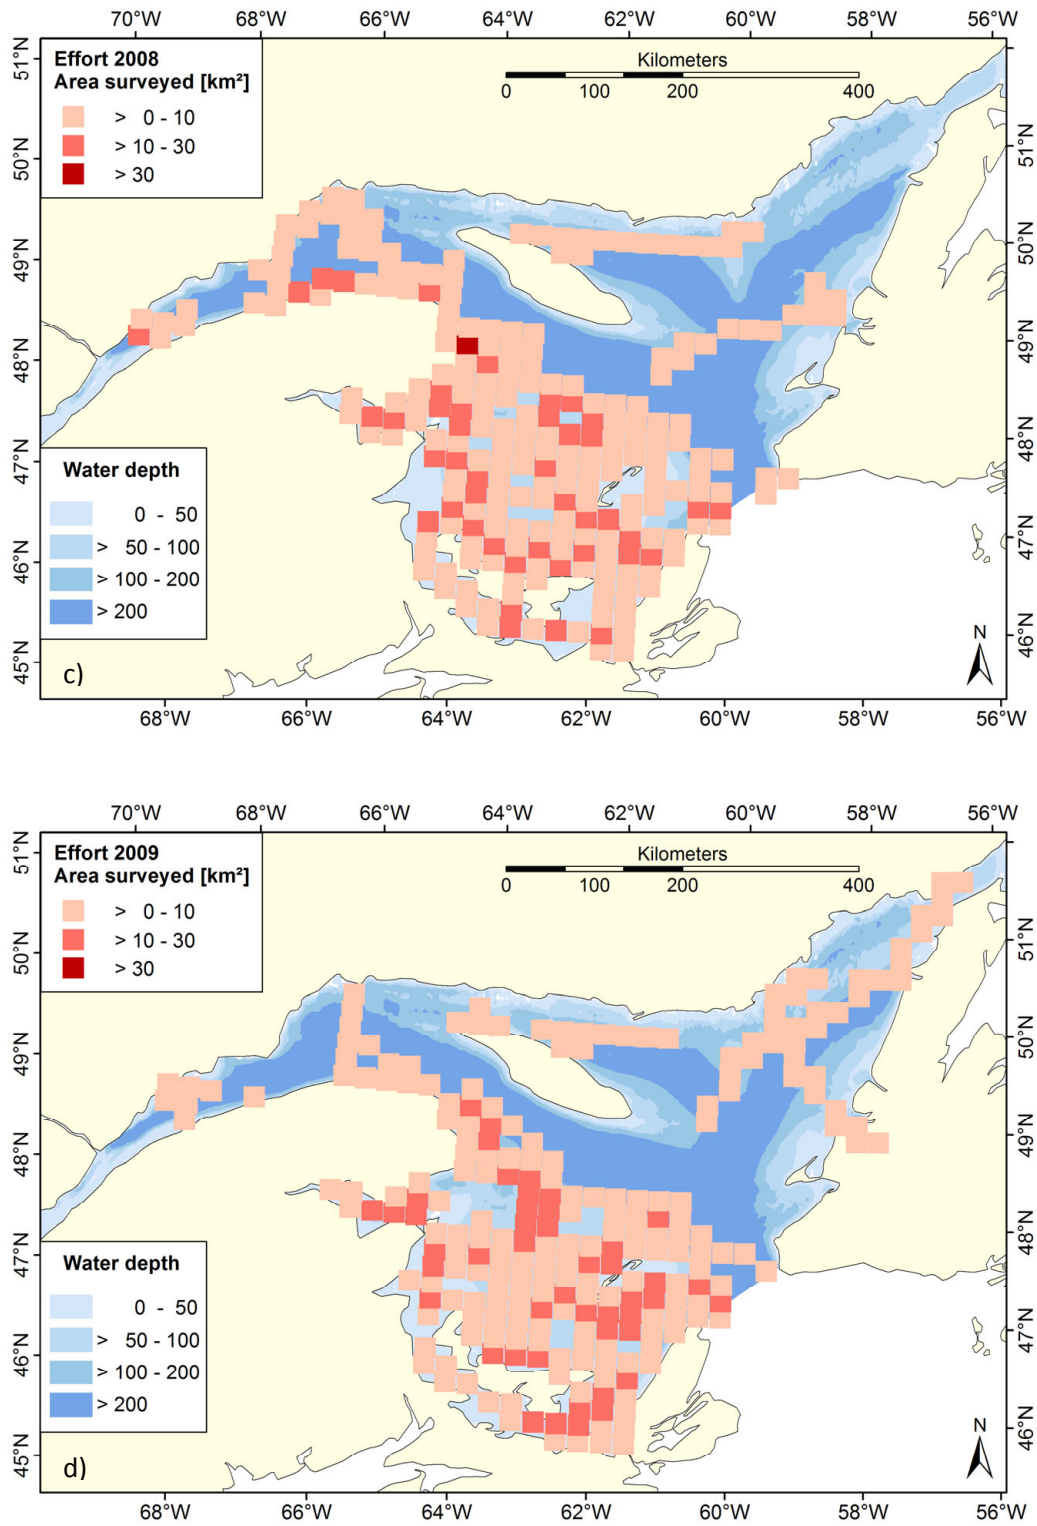 70°W 68°W 66°W 64°W 62°W 60°W 58°W 56°W
Effort 2008
Area surveyed [km²]
> 0 - 10
> 10 - 30
> 30
Kilometers
0 100 200 400
51°N
50°N
49°N
48°N
47°N
46°N
45°N
51°N
50°N
49°N
48°N
47°N
46°N
Water depth
0 - 50
> 50 - 100
> 100 - 200
> 200
c)
N
68°W 66°W 64°W 62°W 60°W 58°W 56°W
70°W 68°W 66°W 64°W 62°W 60°W 58°W 56°W
Effort 2009
Area surveyed [km²]
> 0 - 10
> 10 - 30
> 30
Kilometers
0 100 200 400
51°N
50°N
49°N
48°N
47°N
46°N
45°N
51°N
50°N
49°N
48°N
47°N
46°N
Water depth
0 - 50
> 50 - 100
> 100 - 200
> 200
d)
N
68°W 66°W 64°W 62°W 60°W 58°W 56°W